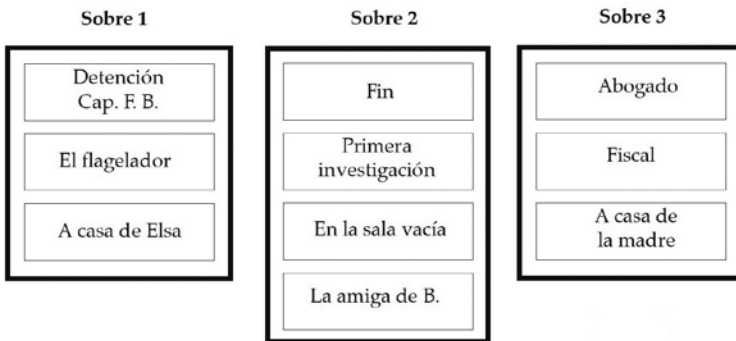 Sobre 1
Detención
Cap. F. B.
El flagelador
A casa de Elsa
Sobre 2
Fin
Primera
investigación
En la sala vacía
La amiga de B.
Sobre 3
Abogado
Fiscal
A casa de
la madre